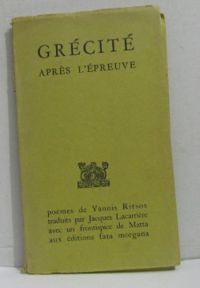 GRÉCITÉ
APRÈS L'ÉPREUVE
poèmes de Yannis Ritsos
traduits par Jacques Lacarrière
avec un frontispice de Matta
aux éditions fata morgana